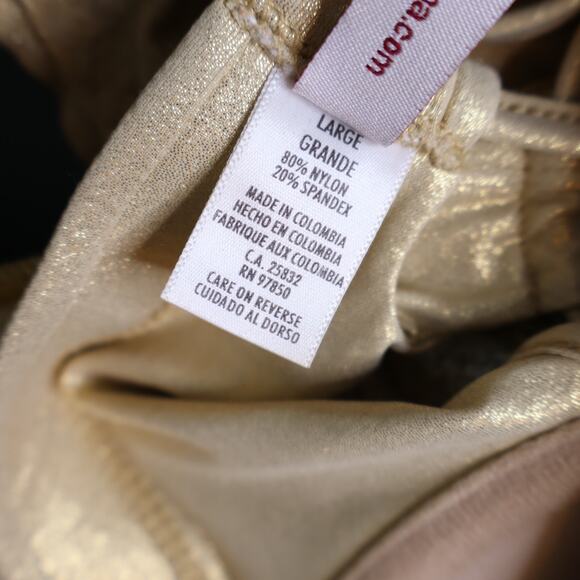 a.com
LARGE
GRANDE
80% NYLON
20% SPANDEX
MADE IN COLOMBIA
HECHO EN COLOMBIA
FABRIQUE AUX COLOMBIA
C.A. 25832
RN 97850
CARE ON REVERSE
CUIDADO AL DORSO